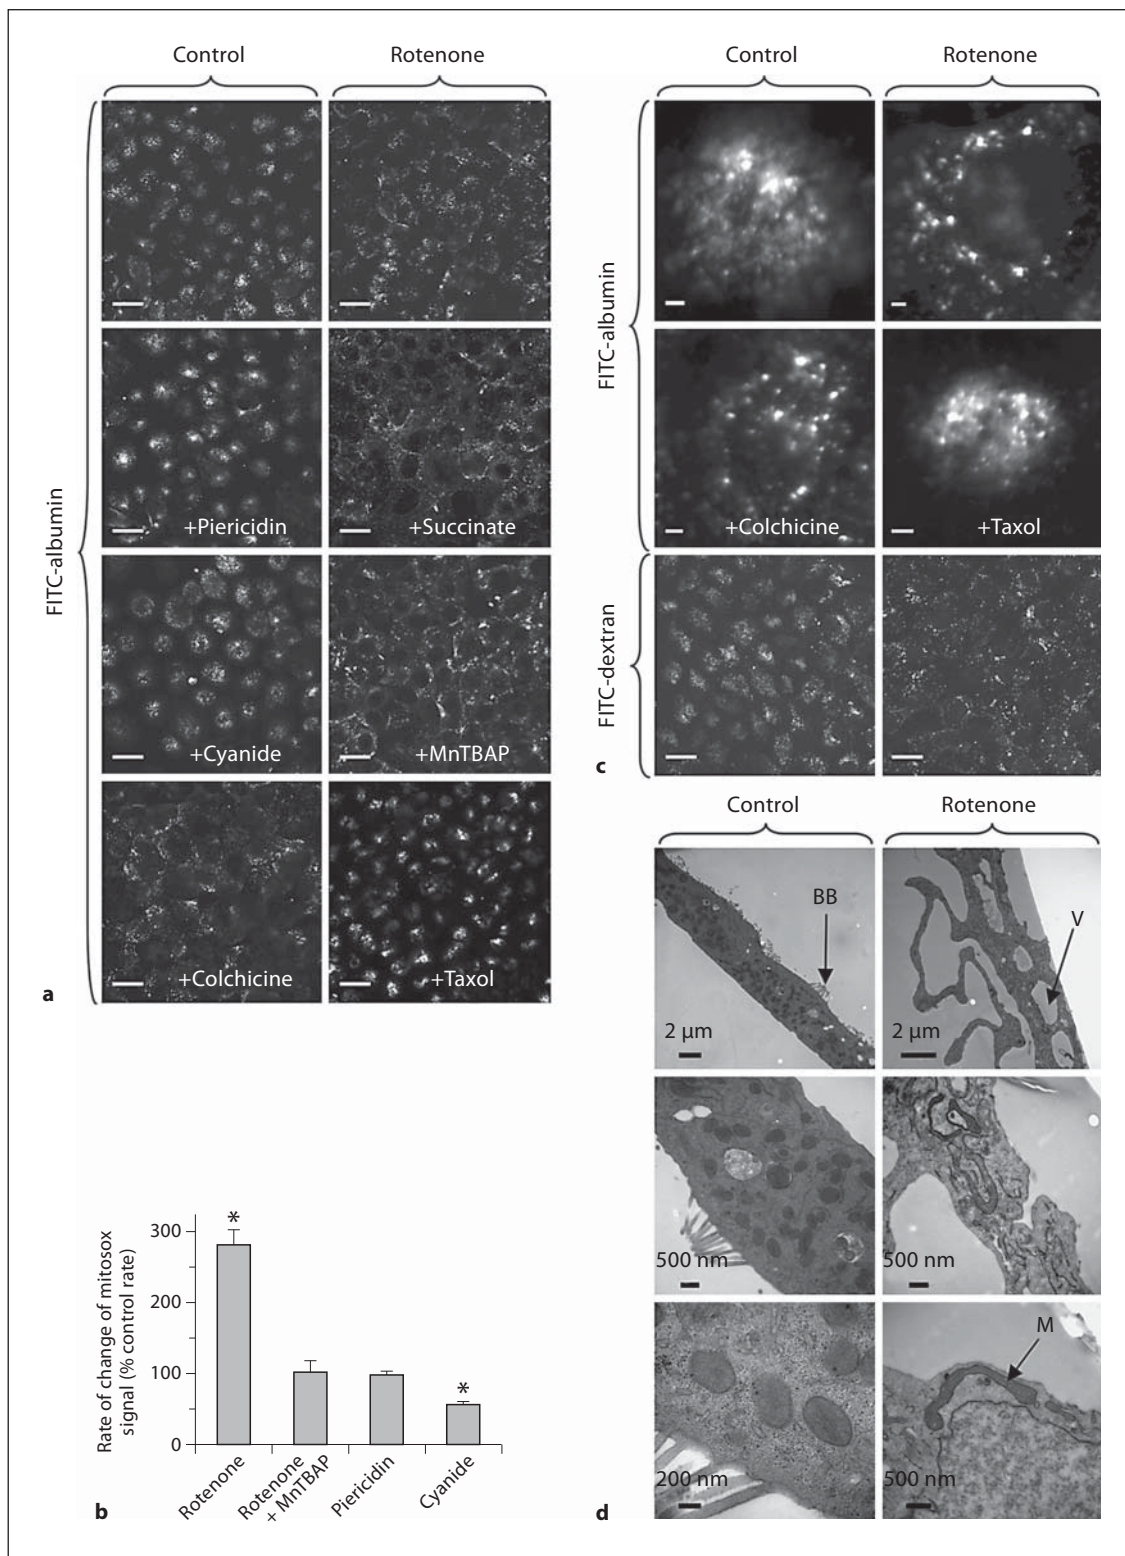 Control
Rotenone
FITC-albumin
+Piericidin
+Succinate
+Cyanide
+MnTBAP
+Colchicine
+Taxol
a
Control
Rotenone
FITC-albumin
+Colchicine
+Taxol
FITC-dextran
c
Rate of change of mitosox
signal (% control rate)
300
200
100
0
*
*
Rotenone
Rotenone
+ MnTBAP
Piericidin
Cyanide
b
Control
Rotenone
BB
V
2 µm
2 µm
500 nm
500 nm
M
200 nm
500 nm
d